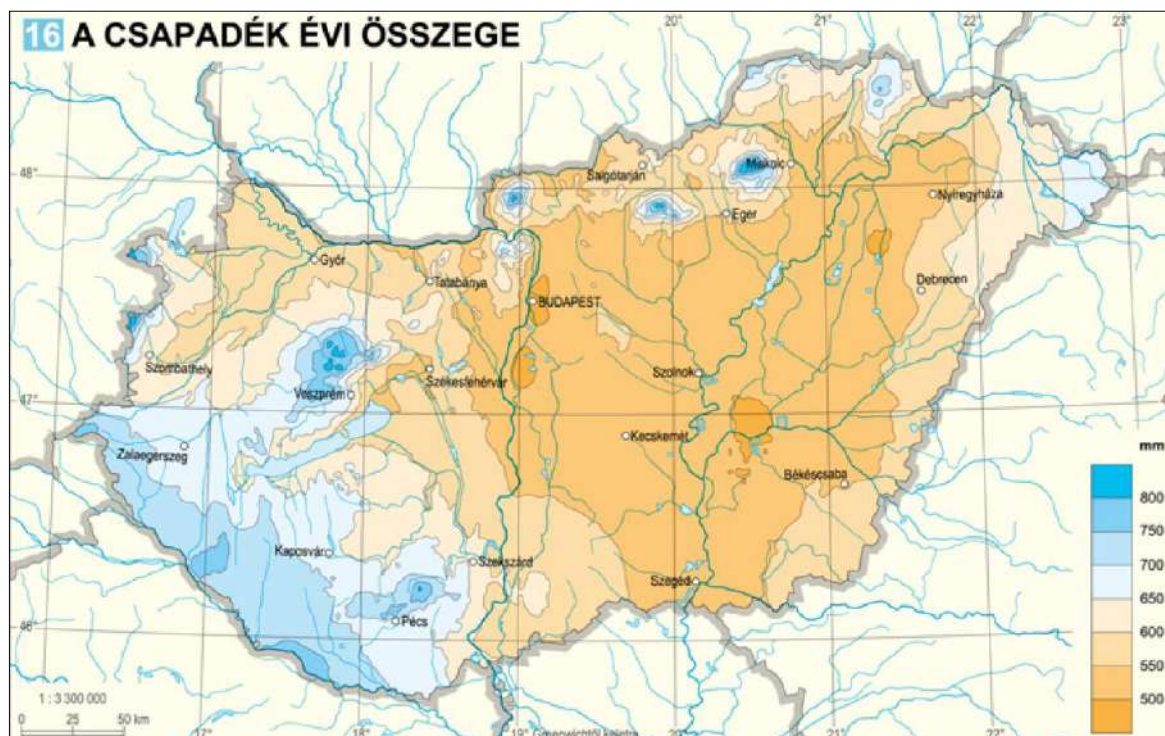 16 A CSAPADÉK ÉVI ÖSSZEGE
20°
21°
22°
23°
48°
Salgótarján
Miskolc
Nyíregyháza
Eger
Győr
Tatabánya
BUDAPEST
Debrecen
Szombathely
Székesfehérvár
Szolnok
Veszprém
47°
Zalaegerszeg
Kecskemét
Békéscsaba
Kaposvár
Szekszárd
Szeged
46°
Pécs
mm
800
750
700
650
600
550
500
1 : 3 300 000
0 25 50 km
17°
18°
19° Greenwichtől keletre
20°
21°
22°